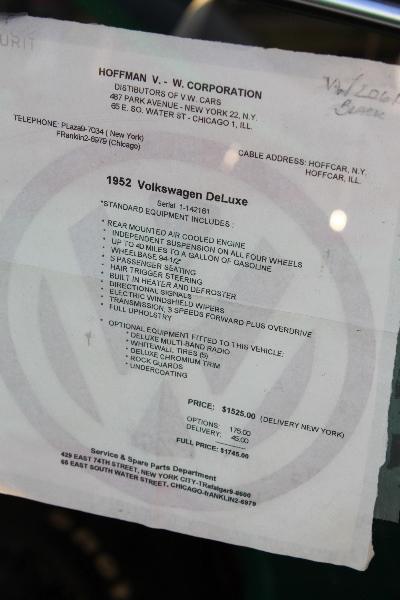 URIT
HOFFMAN V. - W. CORPORATION
DISTIBUTORS OF V W. CARS
487 PARK AVENUE - NEW YORK 22, N.Y.
65 E. SO. WATER ST - CHICAGO 1, ILL.
TELEPHONE: PLaza9-7034 ( New York)
FRanklin2-6979 (Chicago)
CABLE ADDRESS: HOFFCAR, N.Y.
HOFFCAR, ILL.
1952 Volkswagen DeLuxe
Serial 1-142161
*STANDARD EQUIPMENT INCLUDES :
* REAR MOUNTED AIR COOLED ENGINE
* INDEPENDENT SUSPENSION ON ALL FOUR WHEELS
* UP TO 40 MILES TO A GALLON OF GASOLINE
* WHEELBASE 94-1/2"
* 5 PASSENGER SEATING
* HAIR TRIGGER STEERING
* BUILT IN HEATER AND DEFROSTER
* DIRECTIONAL SIGNALS
* ELECTRIC WINDSHIELD WIPERS
* TRANSMISSION, 3 SPEEDS FORWARD PLUS OVERDRIVE
* FULL UPHOLSTRY
* OPTIONAL EQUIPMENT FITTED TO THIS VEHICLE:
* DELUXE MULTI-BAND RADIO
* WHITEWALL TIRES (5)
* DELUXE CHROMIUM TRIM
* ROCK GUARDS
* UNDERCOATING
PRICE: $1525.00 (DELIVERY NEW YORK)
OPTIONS: 175.00
DELIVERY: 45.00
FULL PRICE: $1745.00
Service & Spare Parts Department
429 EAST 74TH STREET, NEW YORK CITY-TRafalger9-8600
65 EAST SOUTH WATER STREET, CHICAGO-frANKLIN2-6979